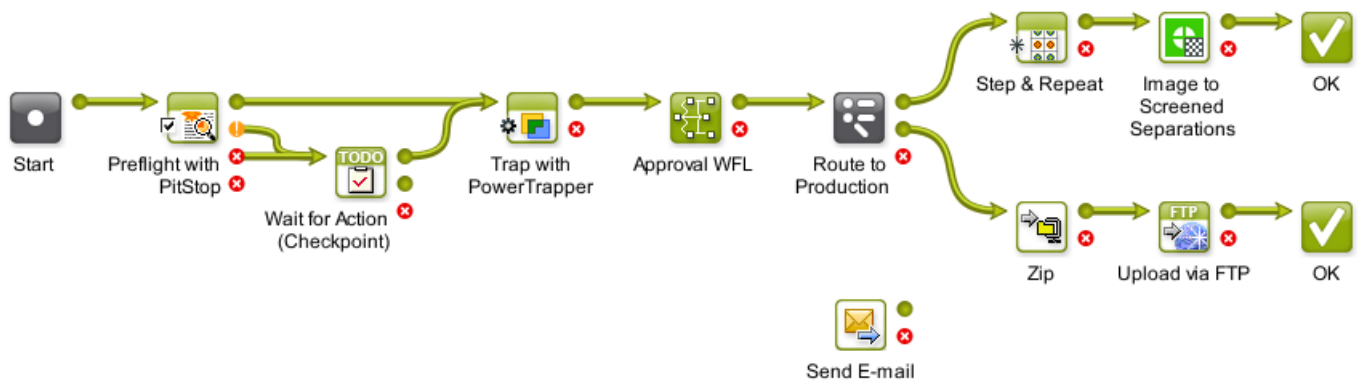 Start
Preflight with
PitStop
TODO
Wait for Action
(Checkpoint)
Trap with
PowerTrapper
Approval WFL
Route to
Production
Step & Repeat
Image to
Screened
Separations
OK
Zip
FTP
Upload via FTP
OK
Send E-mail